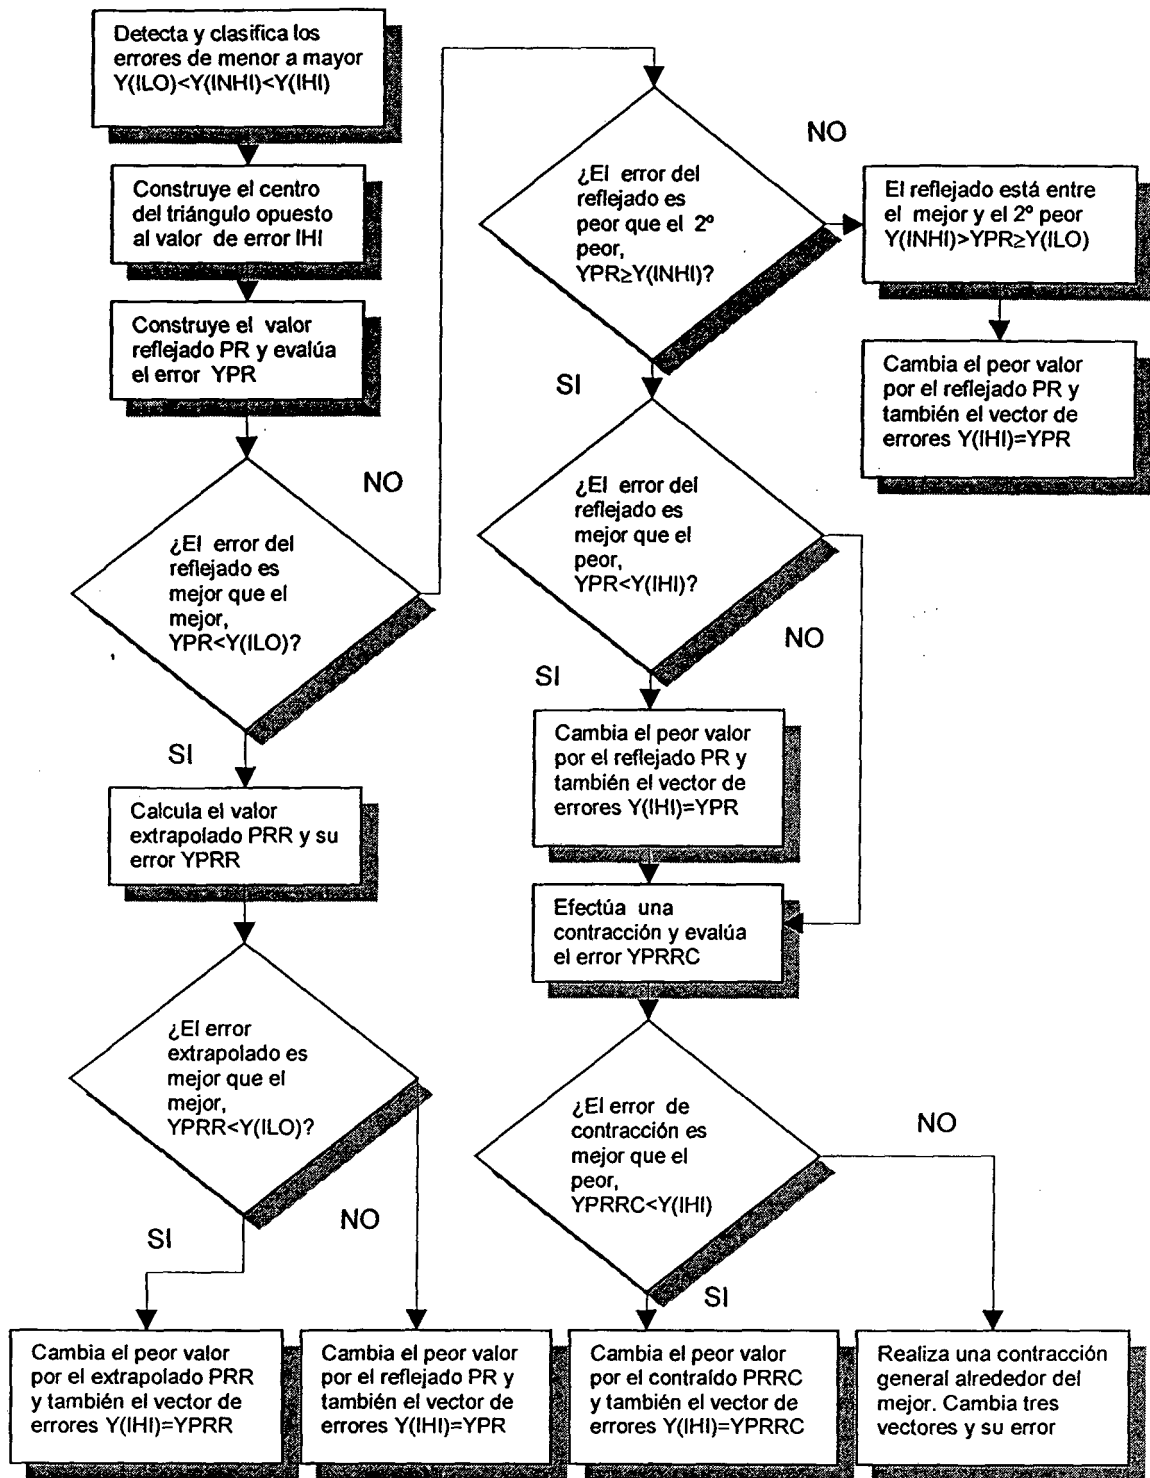 Detecta y clasifica los
errores de menor a mayor
Y(ILO)<Y(INHI)<Y(IHI)
Construye el centro
del triángulo opuesto
al valor de error IHI
Construye el valor
reflejado PR y evalúa
el error YPR
¿El error del
reflejado es
mejor que el
mejor,
YPR<Y(ILO)?
NO
SI
Calcula el valor
extrapolado PRR y su
error YPRR
¿El error
extrapolado es
mejor que el
mejor,
YPRR<Y(ILO)?
SI
NO
Cambia el peor valor
por el extrapolado PRR
y también el vector de
errores Y(IHI)=YPRR
Cambia el peor valor
por el reflejado PR y
también el vector de
errores Y(IHI)=YPR
¿El error del
reflejado es
peor que el 2º
peor,
YPR≥Y(INHI)?
NO
El reflejado está entre
el mejor y el 2º peor
Y(INHI)>YPR≥Y(ILO)
Cambia el peor valor
por el reflejado PR y
también el vector de
errores Y(IHI)=YPR
SI
¿El error del
reflejado es
mejor que el
peor,
YPR<Y(IHI)?
NO
SI
Cambia el peor valor
por el reflejado PR y
también el vector de
errores Y(IHI)=YPR
Efectúa una
contracción y evalúa
el error YPRRC
¿El error de
contracción es
mejor que el
peor,
YPRRC<Y(IHI)
NO
SI
Cambia el peor valor
por el contraído PRRC
y también el vector de
errores Y(IHI)=YPRRC
Realiza una contracción
general alrededor del
mejor. Cambia tres
vectores y su error